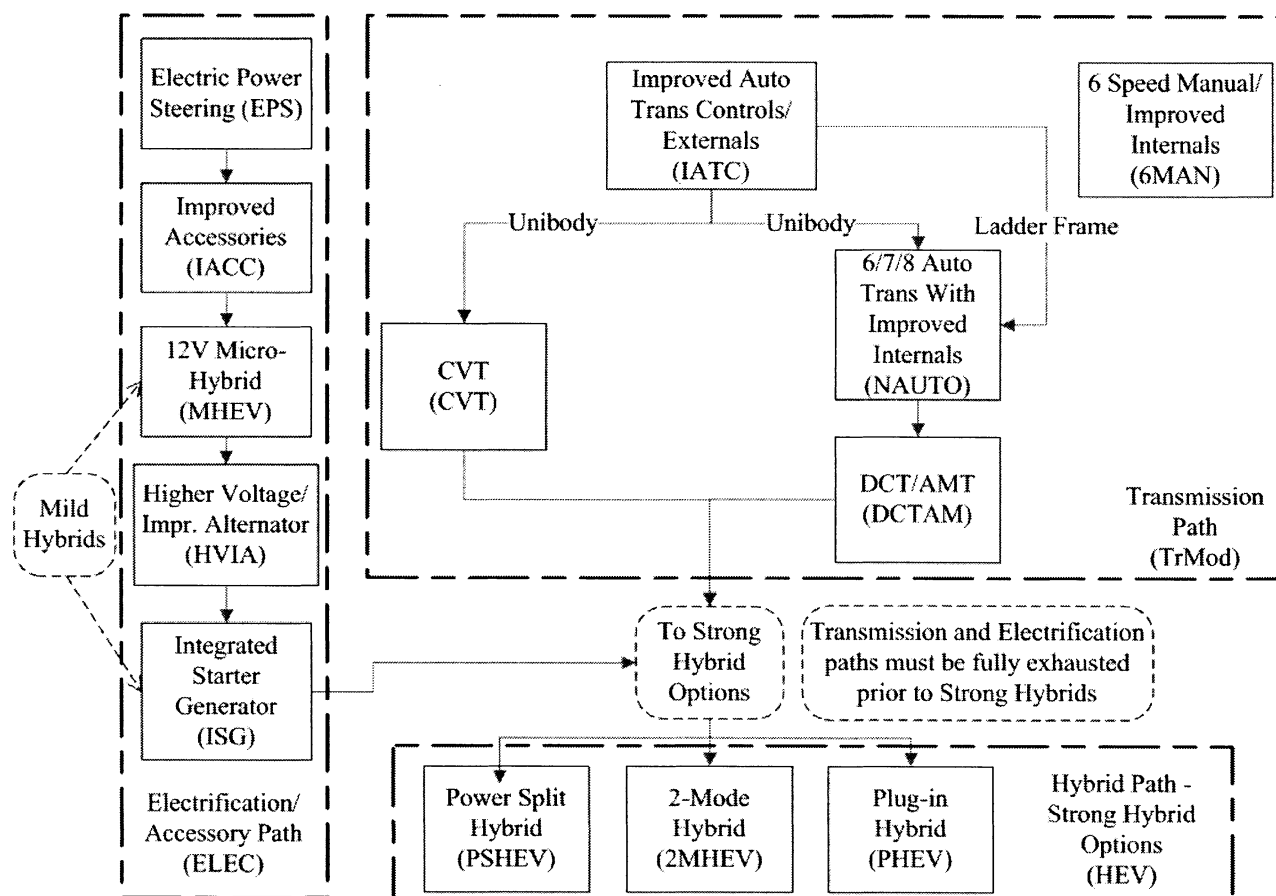 Electric Power
Steering (EPS)
Improved
Accessories
(IACC)
12V Micro-
Hybrid
(MHEV)
Higher Voltage/
Impr. Alternator
(HVIA)
Integrated
Starter
Generator
(ISG)
Electrification/
Accessory Path
(ELEC)
Mild
Hybrids
Improved Auto
Trans Controls/
Externals
(IATC)
6 Speed Manual/
Improved
Internals
(6MAN)
Unibody
Unibody
Ladder Frame
6/7/8 Auto
Trans With
Improved
Internals
(NAUTO)
CVT
(CVT)
DCT/AMT
(DCTAM)
Transmission
Path
(TrMod)
To Strong
Hybrid
Options
Transmission and Electrification
paths must be fully exhausted
prior to Strong Hybrids
Power Split
Hybrid
(PSHEV)
2-Mode
Hybrid
(2MHEV)
Plug-in
Hybrid
(PHEV)
Hybrid Path -
Strong Hybrid
Options
(HEV)